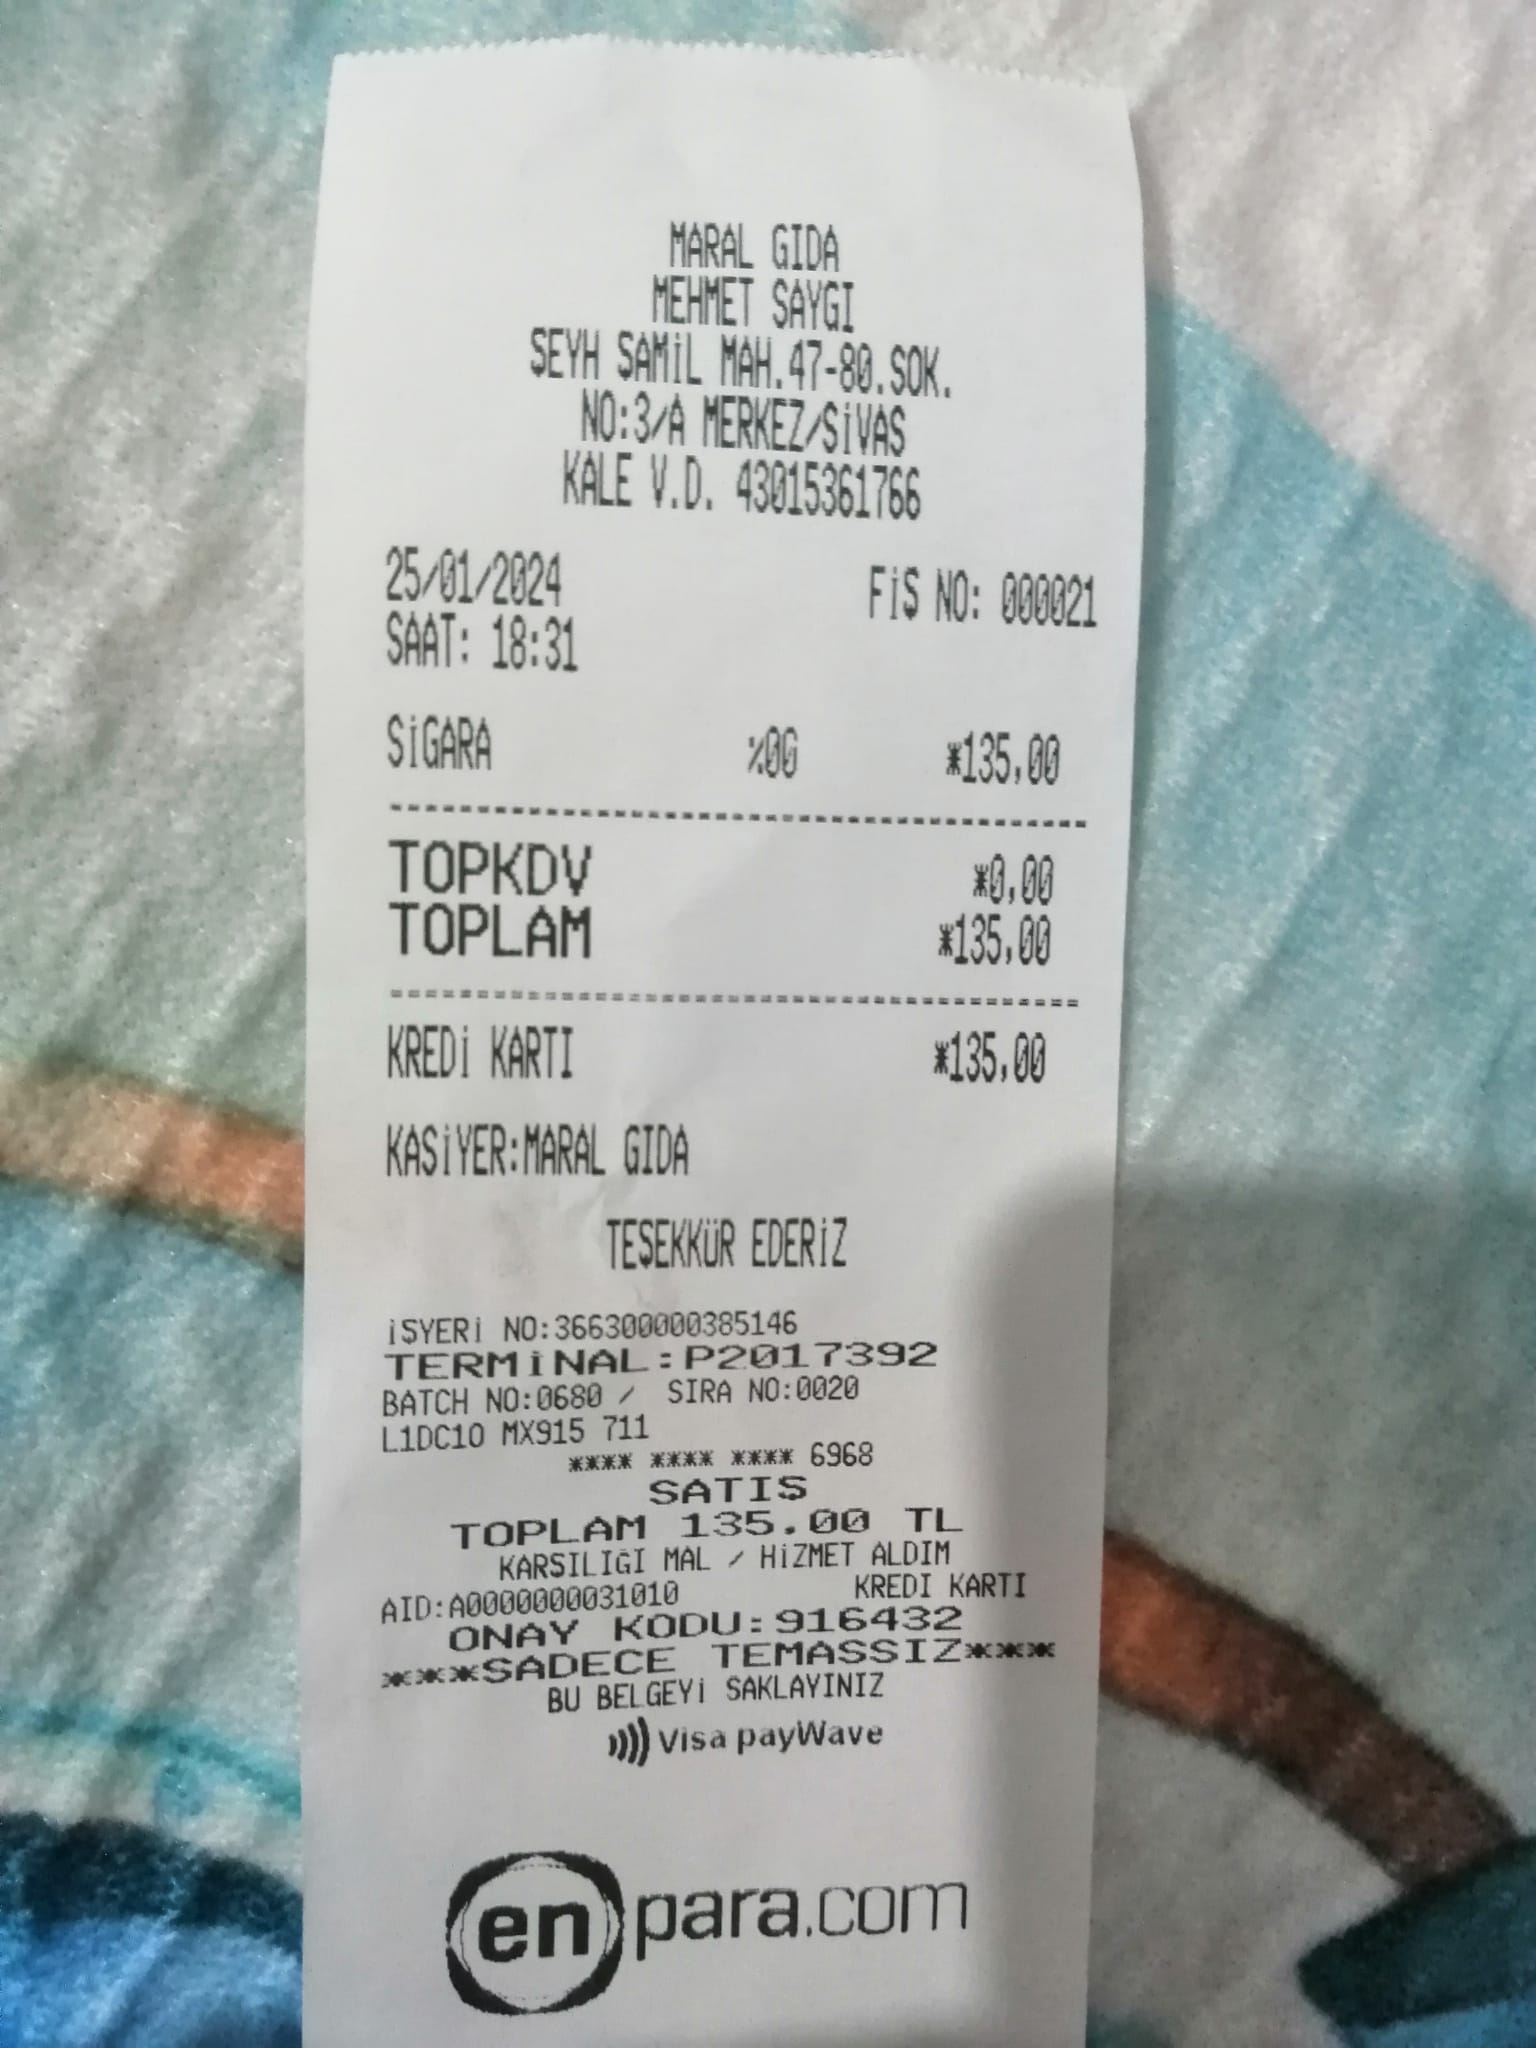 MARAL GIDA
MEHMET SAYGI
ŞEYH ŞAMİL MAH.47-80.SOK.
NO:3/A MERKEZ/SİVAS
KALE V.D. 43015361766
25/01/2024 FİŞ NO: 000021
SAAT: 18:31
SİGARA %00 *135,00
TOPKDV *0,00
TOPLAM *135,00
KREDİ KARTI *135,00
KASİYER:MARAL GIDA
TEŞEKKÜR EDERİZ
İŞYERİ NO:366300000385146
TERMİNAL:P2017392
BATCH NO:0680 / SIRA NO:0020
L1DC10 MX915 711
**** **** **** 6968
SATIŞ
TOPLAM 135.00 TL
KARŞILIĞI MAL / HİZMET ALDIM
AID:A0000000031010 KREDI KARTI
ONAY KODU:916432
***SADECE TEMASSIZ***
BU BELGEYİ SAKLAYINIZ
Visa payWave
enpara.com